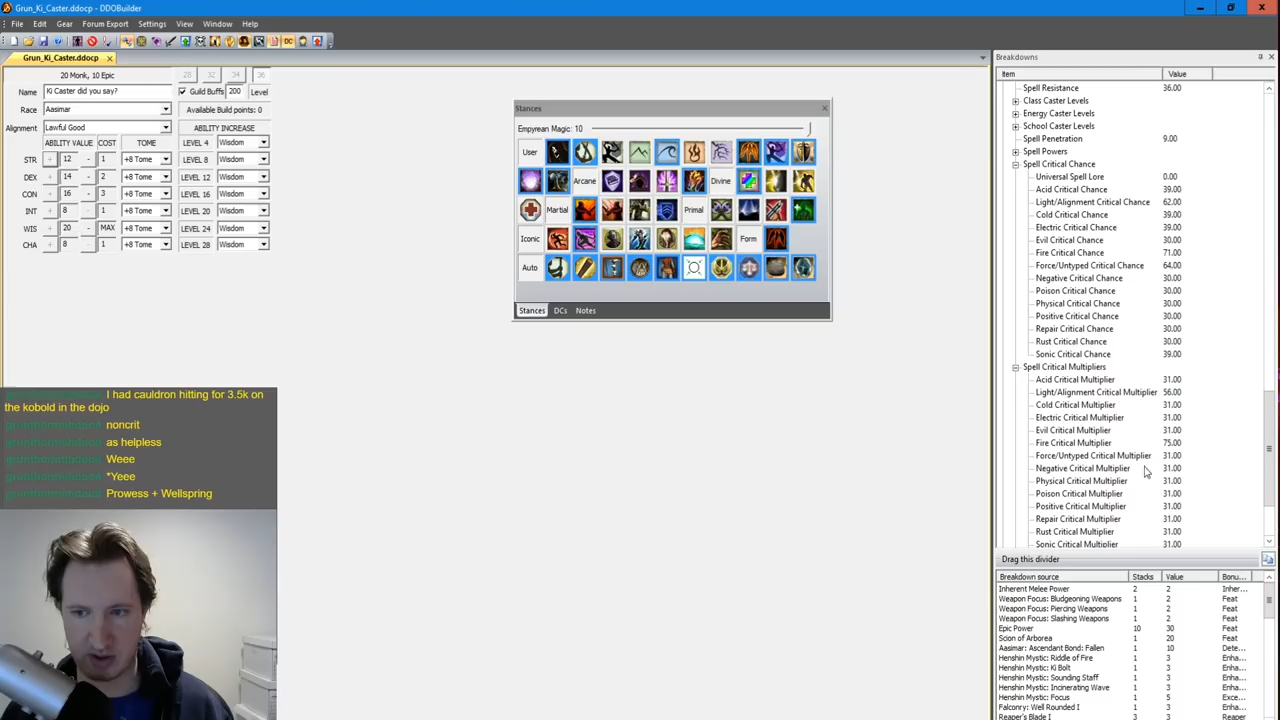 Grun_Ki_Caster.ddocp - DDOBuilder
File Edit Gear Forum Export Settings View Window Help
Grun_Ki_Caster.ddocp
20 Monk, 10 Epic 28 32 34 36
Name Ki Caster did you say? Guild Buffs 200 Level
Race Aasimar Available Build points: 0
Alignment Lawful Good ABILITY INCREASE
ABILITY VALUE COST TOME LEVEL 4 Wisdom
STR + 12 - 1 +8 Tome LEVEL 8 Wisdom
DEX + 14 - 2 +8 Tome LEVEL 12 Wisdom
CON + 16 - 3 +8 Tome LEVEL 16 Wisdom
INT + 8 - 1 +8 Tome LEVEL 20 Wisdom
WIS + 20 - MAX +8 Tome LEVEL 24 Wisdom
CHA + 8 - 1 +8 Tome LEVEL 28 Wisdom
I had cauldron hitting for 3.5k on
the kobold in the dojo
noncrit
as helpless
Weee
*Yeee
Prowess + Wellspring
Stances
Empyrean Magic: 10
User
Arcane Divine
Martial Primal
Iconic Form
Auto
Stances DCs Notes
Breakdowns
Item Value
Spell Resistance 36.00
Class Caster Levels
Energy Caster Levels
School Caster Levels
Spell Penetration 9.00
Spell Powers
Spell Critical Chance
Universal Spell Lore 0.00
Acid Critical Chance 39.00
Light/Alignment Critical Chance 62.00
Cold Critical Chance 39.00
Electric Critical Chance 39.00
Evil Critical Chance 30.00
Fire Critical Chance 71.00
Force/Untyped Critical Chance 64.00
Negative Critical Chance 30.00
Poison Critical Chance 30.00
Physical Critical Chance 30.00
Positive Critical Chance 30.00
Repair Critical Chance 30.00
Rust Critical Chance 30.00
Sonic Critical Chance 39.00
Spell Critical Multipliers
Acid Critical Multiplier 31.00
Light/Alignment Critical Multiplier 56.00
Cold Critical Multiplier 31.00
Electric Critical Multiplier 31.00
Evil Critical Multiplier 31.00
Fire Critical Multiplier 75.00
Force/Untyped Critical Multiplier 31.00
Negative Critical Multiplier 31.00
Physical Critical Multiplier 31.00
Poison Critical Multiplier 31.00
Positive Critical Multiplier 31.00
Repair Critical Multiplier 31.00
Rust Critical Multiplier 31.00
Sonic Critical Multiplier 31.00
Drag this divider
Breakdown source Stacks Value Bonu...
Inherent Melee Power 2 2 Inher...
Weapon Focus: Bludgeoning Weapons 1 2 Feat
Weapon Focus: Piercing Weapons 1 2 Feat
Weapon Focus: Slashing Weapons 1 2 Feat
Epic Power 10 30 Feat
Scion of Arborea 1 20 Feat
Aasimar: Ascendant Bond: Fallen 1 10 Dete...
Henshin Mystic: Riddle of Fire 1 3 Enha...
Henshin Mystic: Ki Bolt 1 3 Enha...
Henshin Mystic: Sounding Staff 1 3 Enha...
Henshin Mystic: Incinerating Wave 1 3 Enha...
Henshin Mystic: Focus 1 5 Exce...
Falconry: Well Rounded I 1 3 Enha...
Reaper's Blade I 3 3 Reaper